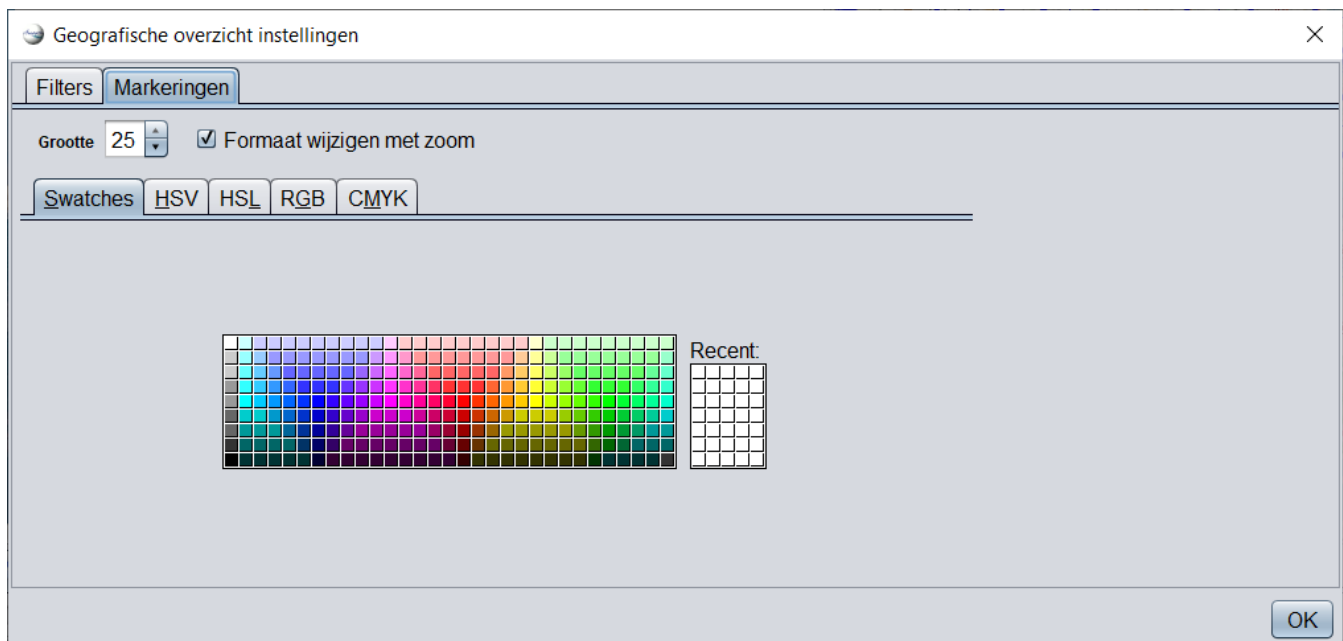 Geografische overzicht instellingen
Filters Markeringen
Grootte 25 Formaat wijzigen met zoom
Swatches HSV HSL RGB CMYK
Recent:
OK